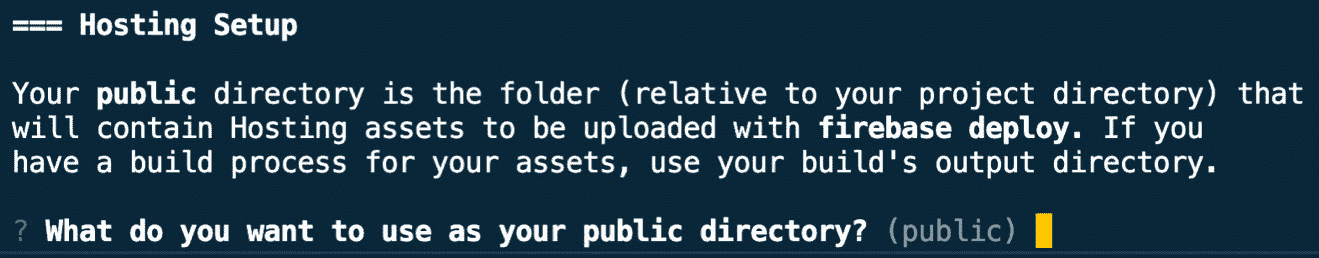 === Hosting Setup
Your public directory is the folder (relative to your project directory) that
will contain Hosting assets to be uploaded with firebase deploy. If you
have a build process for your assets, use your build's output directory.
? What do you want to use as your public directory? (public)